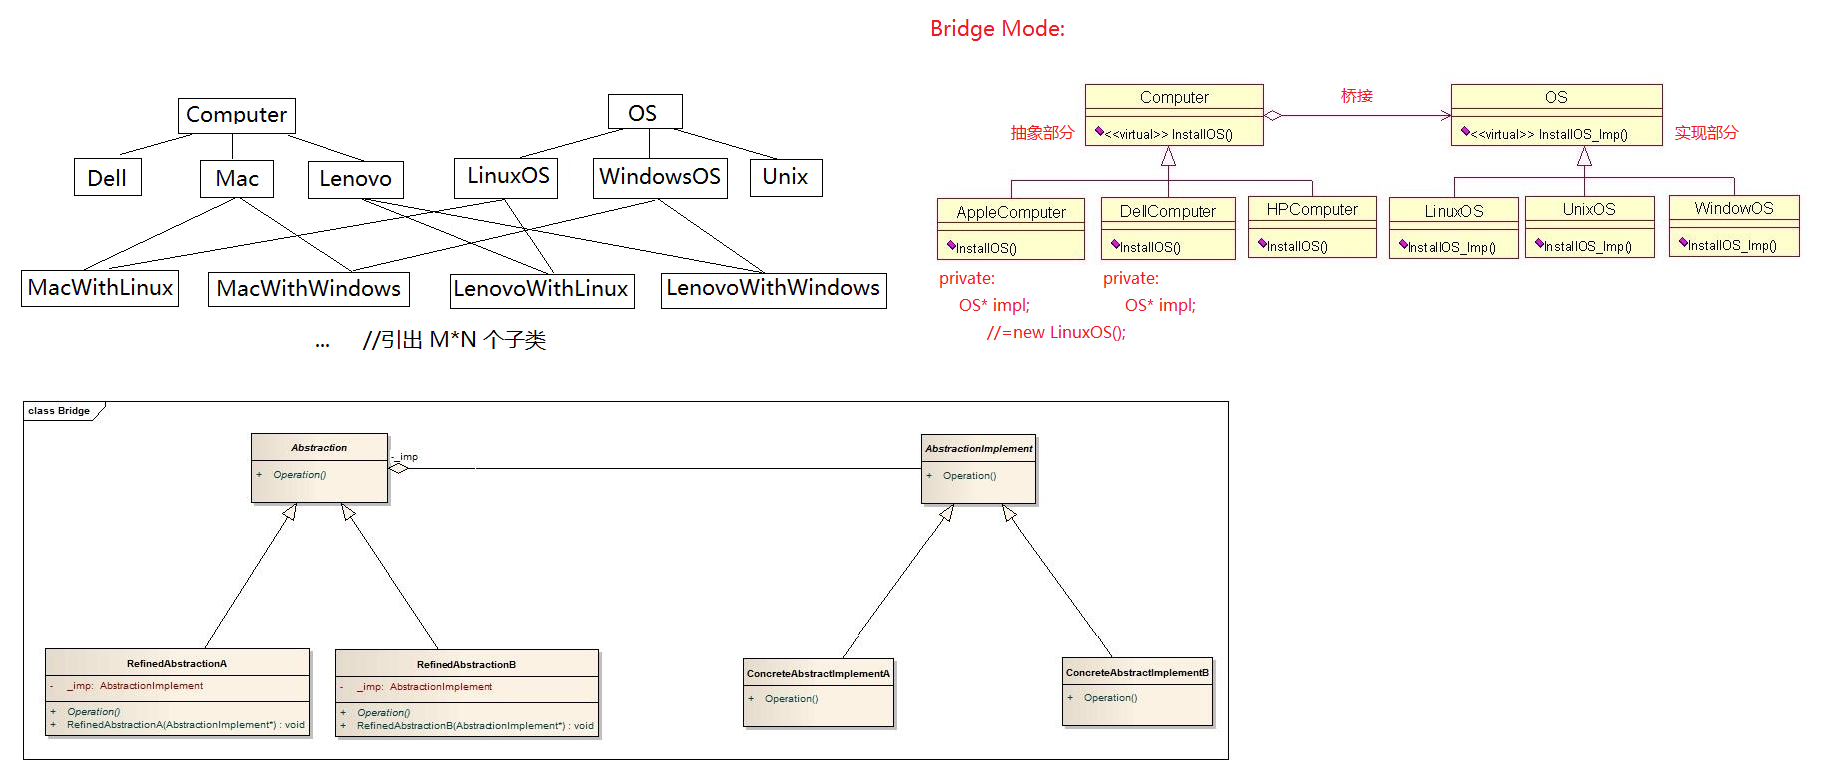 Bridge Mode:
Computer
OS
Dell
Mac
Lenovo
LinuxOS
WindowsOS
Unix
MacWithLinux
MacWithWindows
LenovoWithLinux
LenovoWithWindows
... //引出 M*N 个子类
Computer
<<virtual>> InstallOS()
抽象部分
桥接
OS
<<virtual>> InstallOS_Imp()
实现部分
AppleComputer
InstallOS()
DellComputer
InstallOS()
HPComputer
InstallOS()
LinuxOS
InstallOS_Imp()
UnixOS
InstallOS_Imp()
WindowOS
InstallOS_Imp()
private:
OS* impl;
//=new LinuxOS();
private:
OS* impl;
class Bridge
Abstraction
+ Operation()
-_imp
AbstractionImplement
+ Operation()
RefinedAbstractionA
- _imp: AbstractionImplement
+ Operation()
+ RefinedAbstractionA(AbstractionImplement*) : void
RefinedAbstractionB
- _imp: AbstractionImplement
+ Operation()
+ RefinedAbstractionB(AbstractionImplement*) : void
ConcreteAbstractImplementA
+ Operation()
ConcreteAbstractImplementB
+ Operation()